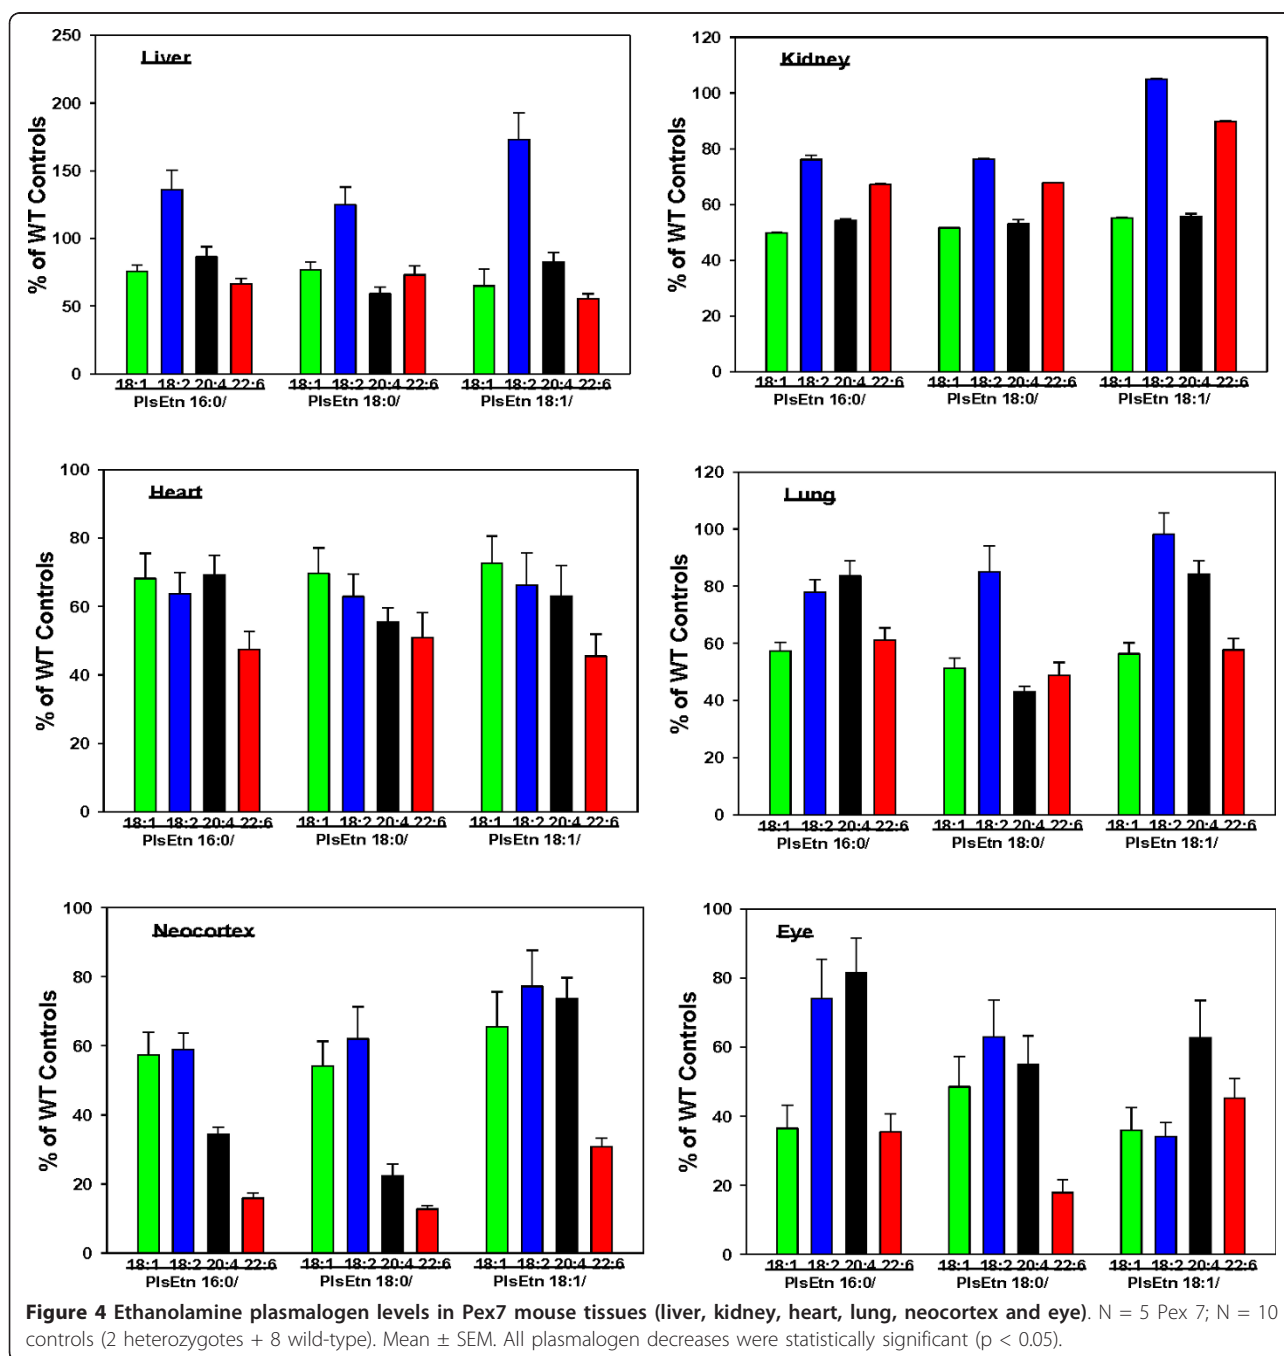 Liver
% of WT Controls
250
200
150
100
50
0
18:1 18:2 20:4 22:6 18:1 18:2 20:4 22:6 18:1 18:2 20:4 22:6
PlsEtn 16:0/ PlsEtn 18:0/ PlsEtn 18:1/
Kidney
% of WT Controls
120
100
80
60
40
20
0
18:1 18:2 20:4 22:6 18:1 18:2 20:4 22:6 18:1 18:2 20:4 22:6
PlsEtn 16:0/ PlsEtn 18:0/ PlsEtn 18:1/
Heart
% of WT Controls
100
80
60
40
20
0
18:1 18:2 20:4 22:6 18:1 18:2 20:4 22:6 18:1 18:2 20:4 22:6
PlsEtn 16:0/ PlsEtn 18:0/ PlsEtn 18:1/
Lung
% of WT Controls
120
100
80
60
40
20
0
18:1 18:2 20:4 22:6 18:1 18:2 20:4 22:6 18:1 18:2 20:4 22:6
PlsEtn 16:0/ PlsEtn 18:0/ PlsEtn 18:1/
Neocortex
% of WT Controls
100
80
60
40
20
0
18:1 18:2 20:4 22:6 18:1 18:2 20:4 22:6 18:1 18:2 20:4 22:6
PlsEtn 16:0/ PlsEtn 18:0/ PlsEtn 18:1/
Eye
% of WT Controls
100
80
60
40
20
0
18:1 18:2 20:4 22:6 18:1 18:2 20:4 22:6 18:1 18:2 20:4 22:6
PlsEtn 16:0/ PlsEtn 18:0/ PlsEtn 18:1/
Figure 4 Ethanolamine plasmalogen levels in Pex7 mouse tissues (liver, kidney, heart, lung, neocortex and eye). N = 5 Pex 7; N = 10
controls (2 heterozygotes + 8 wild-type). Mean ± SEM. All plasmalogen decreases were statistically significant (p < 0.05).